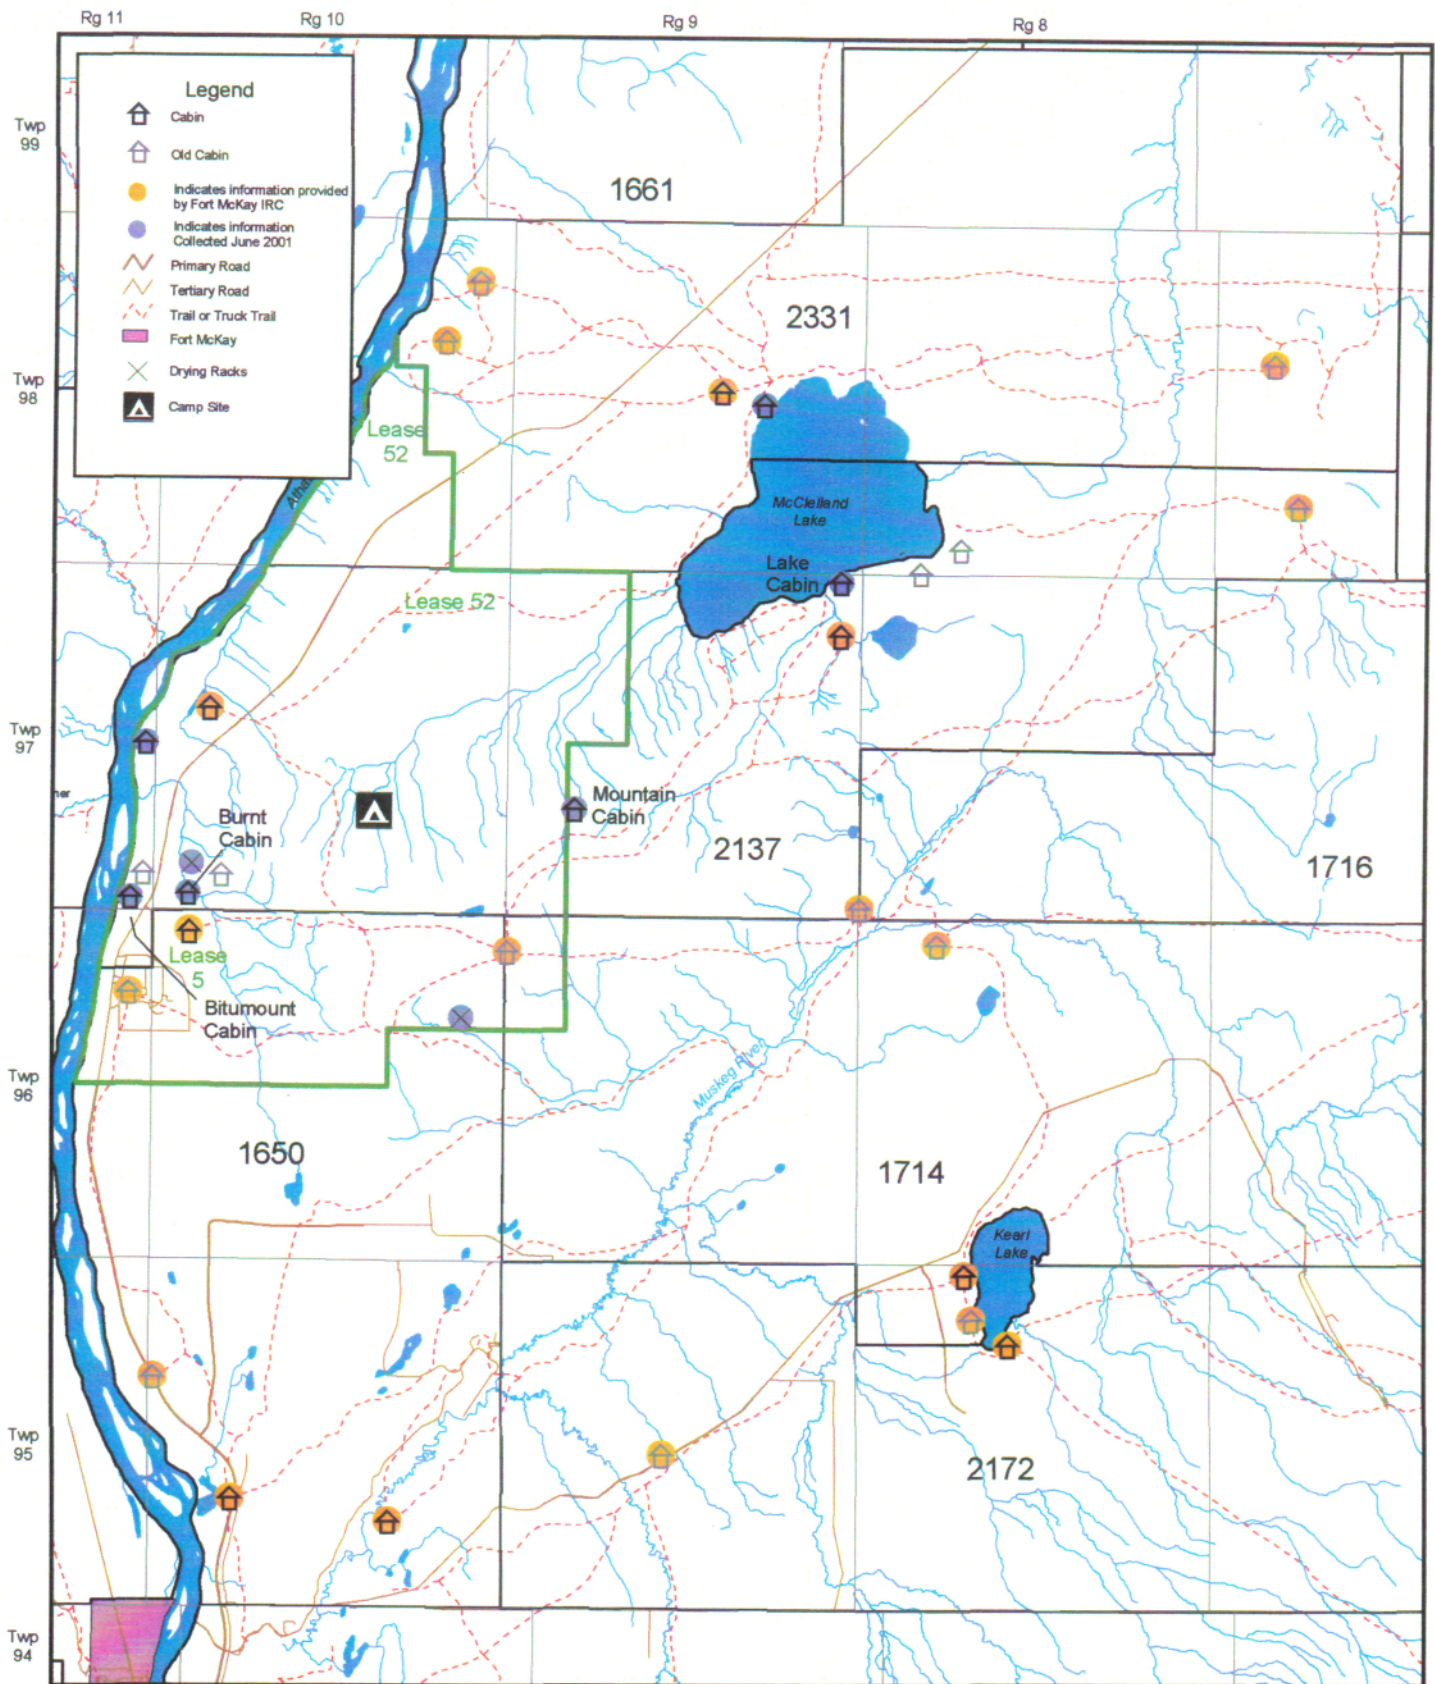 Rg 11
Rg 10
Rg 9
Rg 8
Legend
Cabin
Old Cabin
Indicates information provided
by Fort McKay IRC
Indicates information
Collected June 2001
Primary Road
Tertiary Road
Trail or Truck Trail
Fort McKay
Drying Racks
Camp Site
Twp
99
1661
2331
Twp
98
Lease
52
McClelland
Lake
Lake
Cabin
Lease 52
Twp
97
Mountain
Cabin
Burnt
Cabin
2137
1716
Lease
5
Bitumount
Cabin
Muskeg River
Twp
96
1650
1714
Kearl
Lake
Twp
95
2172
Twp
94